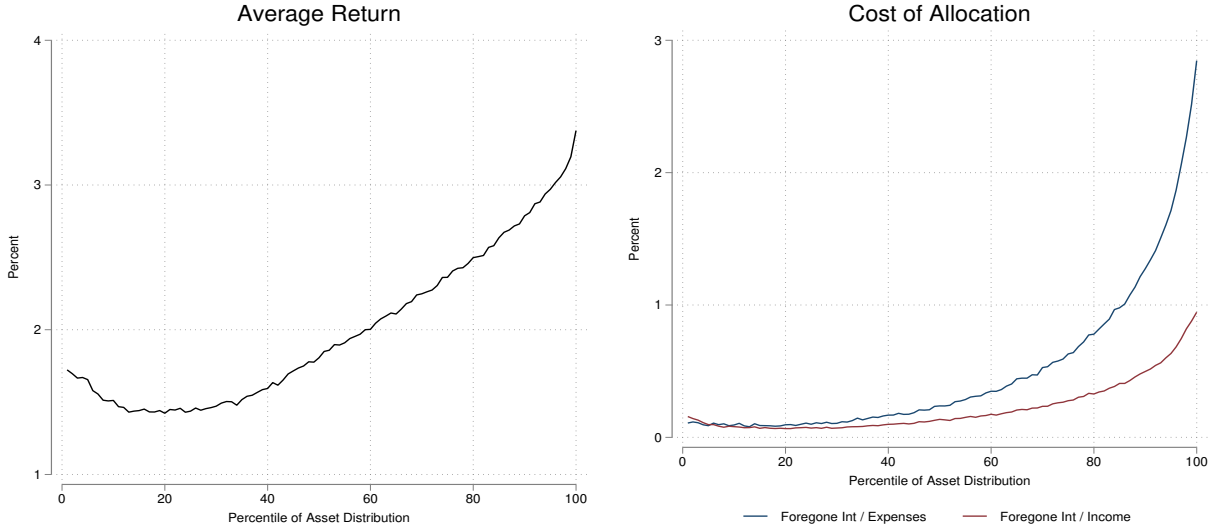 Average Return
4
3
2
1
Percent
0 20 40 60 80 100
Percentile of Asset Distribution
Cost of Allocation
3
2
1
0
Percent
0 20 40 60 80 100
Percentile of Asset Distribution
Foregone Int / Expenses Foregone Int / Income